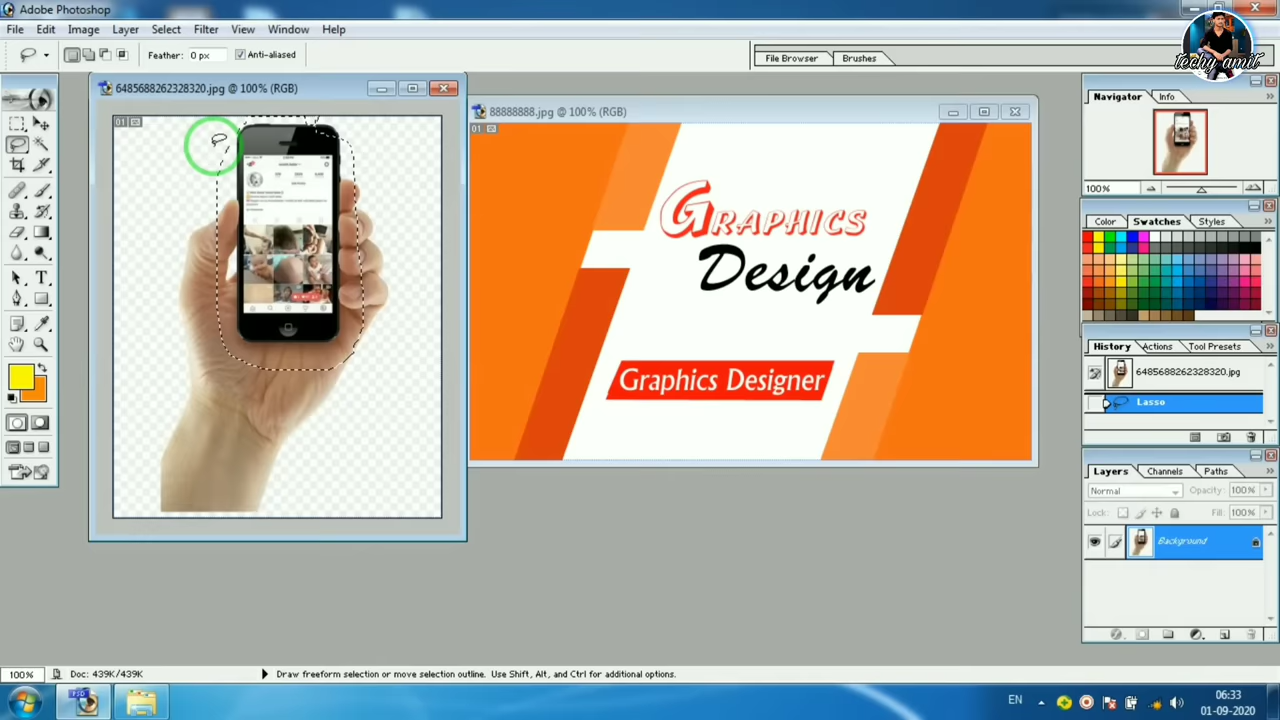 Adobe Photoshop
File Edit Image Layer Select Filter View Window Help
techy amit
Feather: 0 px Anti-aliased
File Browser Brushes
6485688262328320.jpg @ 100% (RGB)
88888888.jpg @ 100% (RGB)
01
01
Navigator Info
100%
Color Swatches Styles
GRAPHICS
Design
Graphics Designer
History Actions Tool Presets
6485688262328320.jpg
Lasso
Layers Channels Paths
Normal Opacity: 100%
Lock: Fill: 100%
Background
100% Doc: 439K/439K Draw freeform selection or move selection outline. Use Shift, Alt, and Ctrl for additional options.
EN 06:33
01-09-2020